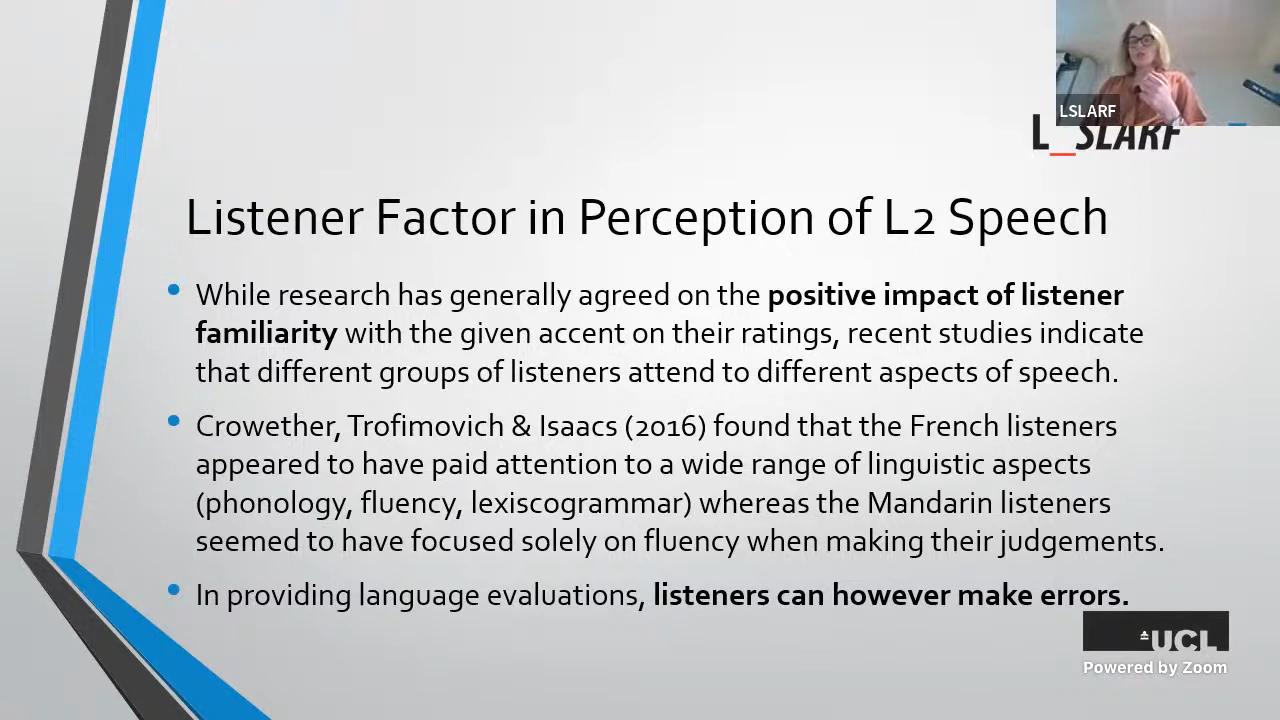 LSLARF
L_SLARF
Listener Factor in Perception of L2 Speech
While research has generally agreed on the positive impact of listener
familiarity with the given accent on their ratings, recent studies indicate
that different groups of listeners attend to different aspects of speech.
Crowether, Trofimovich & Isaacs (2016) found that the French listeners
appeared to have paid attention to a wide range of linguistic aspects
(phonology, fluency, lexiscogrammar) whereas the Mandarin listeners
seemed to have focused solely on fluency when making their judgements.
In providing language evaluations, listeners can however make errors.
UCL
Powered by Zoom